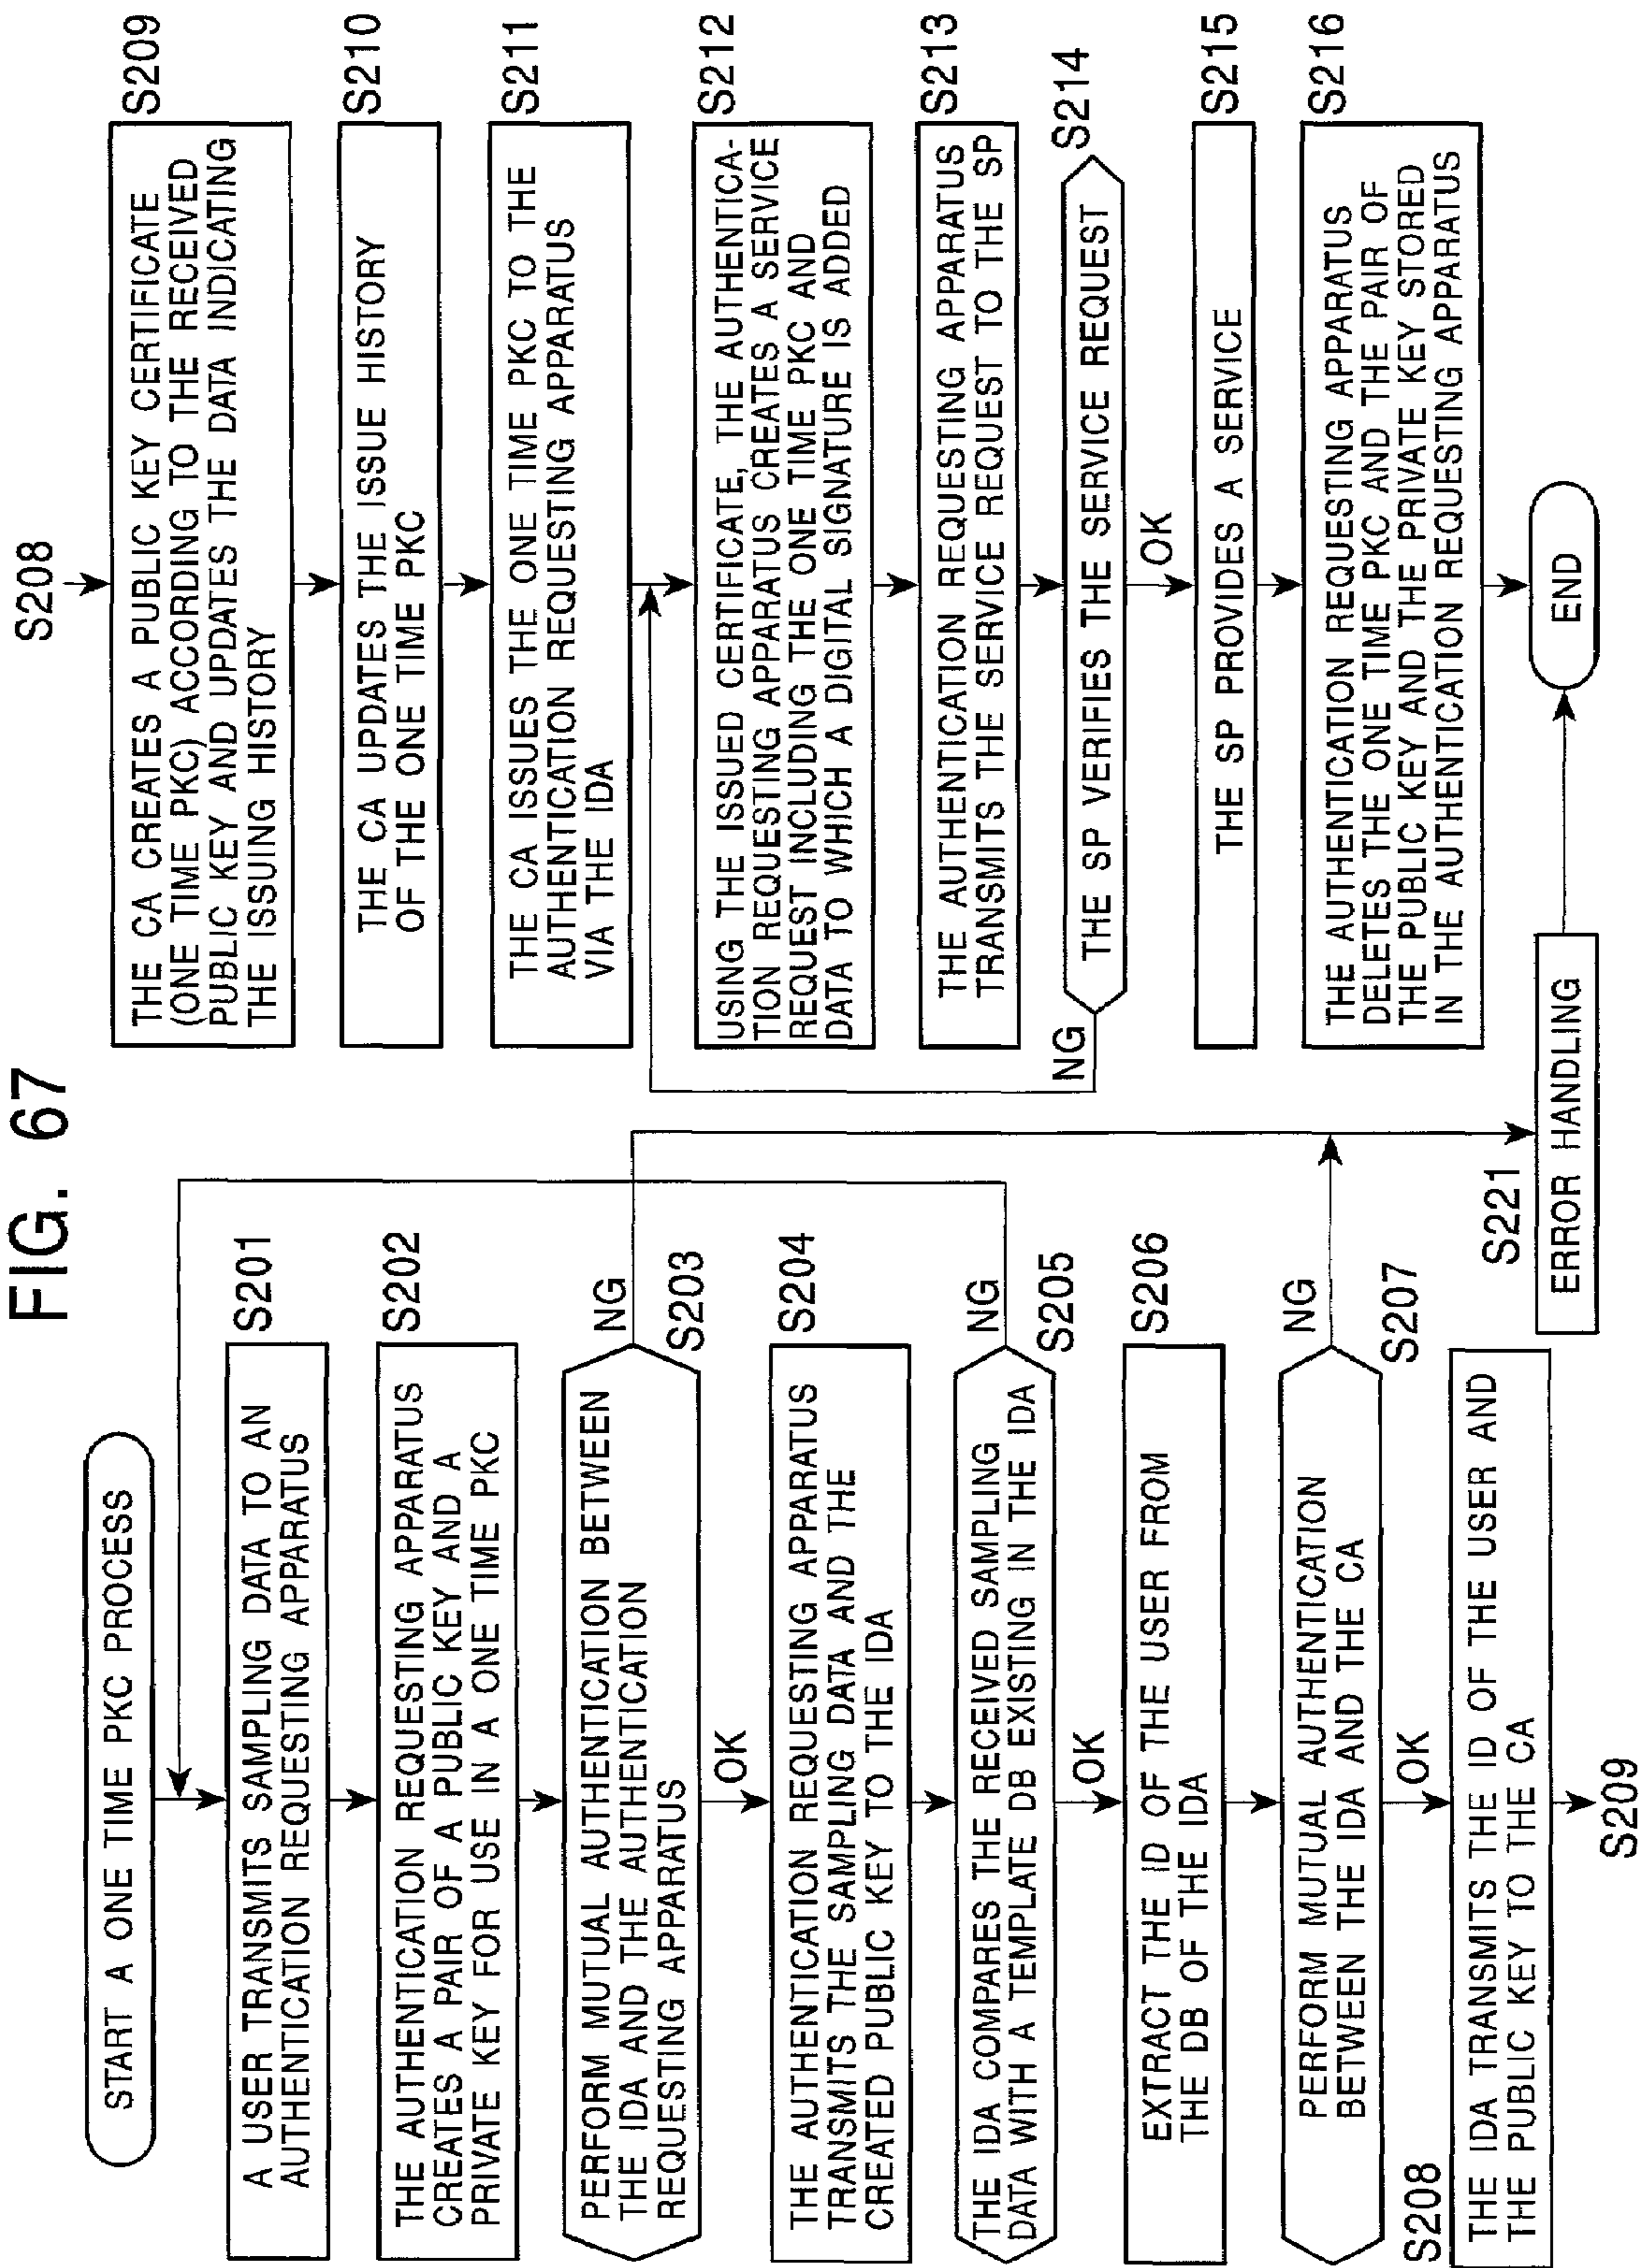 FIG. 67
START A ONE TIME PKC PROCESS
S201
A USER TRANSMITS SAMPLING DATA TO AN
AUTHENTICATION REQUESTING APPARATUS
S202
THE AUTHENTICATION REQUESTING APPARATUS
CREATES A PAIR OF A PUBLIC KEY AND A
PRIVATE KEY FOR USE IN A ONE TIME PKC
NG
S203
PERFORM MUTUAL AUTHENTICATION BETWEEN
THE IDA AND THE AUTHENTICATION
REQUESTING APPARATUS
OK
S204
THE AUTHENTICATION REQUESTING APPARATUS
TRANSMITS THE SAMPLING DATA AND THE
CREATED PUBLIC KEY TO THE IDA
NG
S205
THE IDA COMPARES THE RECEIVED SAMPLING
DATA WITH A TEMPLATE DB EXISTING IN THE IDA
OK
S206
EXTRACT THE ID OF THE USER FROM
THE DB OF THE IDA
NG
S207
PERFORM MUTUAL AUTHENTICATION
BETWEEN THE IDA AND THE CA
OK
S208
THE IDA TRANSMITS THE ID OF THE USER AND
THE PUBLIC KEY TO THE CA
S209
S208
S209
THE CA CREATES A PUBLIC KEY CERTIFICATE
(ONE TIME PKC) ACCORDING TO THE RECEIVED
PUBLIC KEY AND UPDATES THE DATA INDICATING
THE ISSUING HISTORY
S210
THE CA UPDATES THE ISSUE HISTORY
OF THE ONE TIME PKC
S211
THE CA ISSUES THE ONE TIME PKC TO THE
AUTHENTICATION REQUESTING APPARATUS
VIA THE IDA
S212
USING THE ISSUED CERTIFICATE, THE AUTHENTICA-
TION REQUESTING APPARATUS CREATES A SERVICE
REQUEST INCLUDING THE ONE TIME PKC AND
DATA TO WHICH A DIGITAL SIGNATURE IS ADDED
S213
THE AUTHENTICATION REQUESTING APPARATUS
TRANSMITS THE SERVICE REQUEST TO THE SP
S214
NG
THE SP VERIFIES THE SERVICE REQUEST
OK
S215
THE SP PROVIDES A SERVICE
S216
THE AUTHENTICATION REQUESTING APPARATUS
DELETES THE ONE TIME PKC AND THE PAIR OF
THE PUBLIC KEY AND THE PRIVATE KEY STORED
IN THE AUTHENTICATION REQUESTING APPARATUS
S221
ERROR HANDLING
END